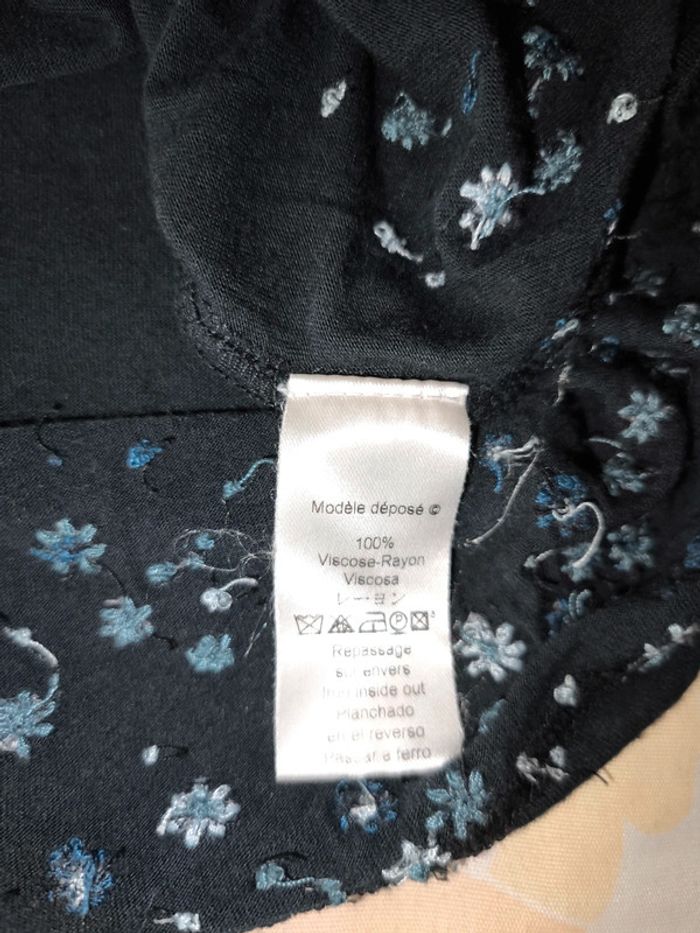 Modèle déposé ©
100%
Viscose-Rayon
Viscosa
レーヨン
P
Repassage
sur envers
Iron inside out
Planchado
en el reverso
Passar a ferro